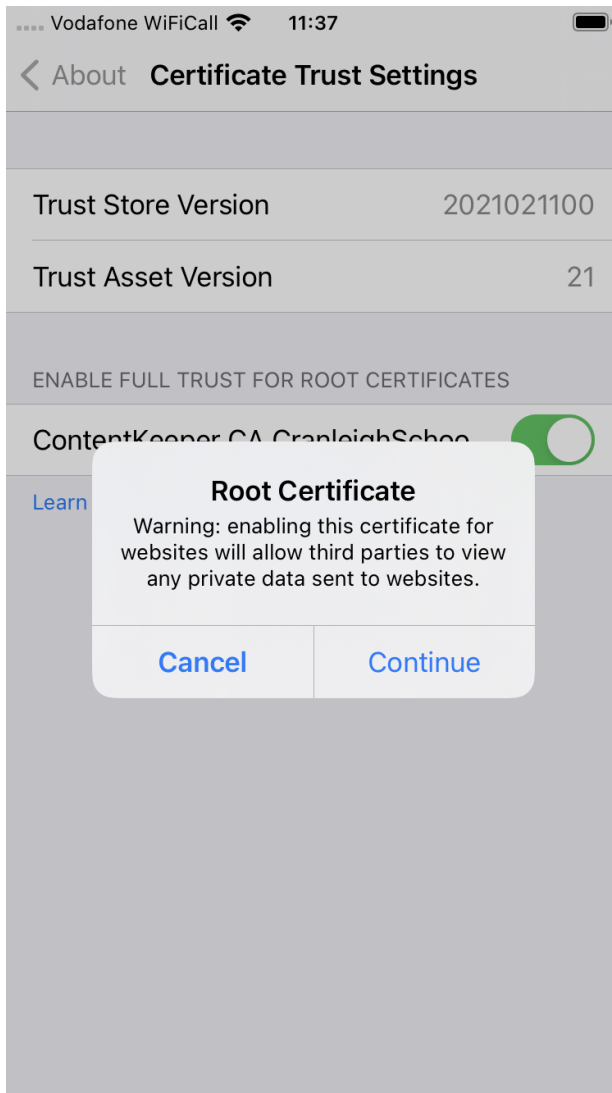 Vodafone WiFiCall 11:37
About Certificate Trust Settings
Trust Store Version 2021021100
Trust Asset Version 21
ENABLE FULL TRUST FOR ROOT CERTIFICATES
ContentKeeper CA CranleighSchoo
Learn
Root Certificate
Warning: enabling this certificate for
websites will allow third parties to view
any private data sent to websites.
Cancel Continue